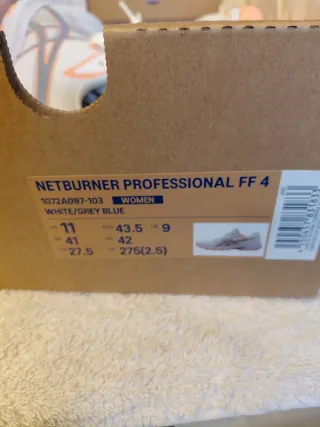 NETBURNER PROFESSIONAL FF 4
1072A097-103 WOMEN
WHITE/GREY BLUE
11 43.5 9
41 42
27.5 275(2.5)